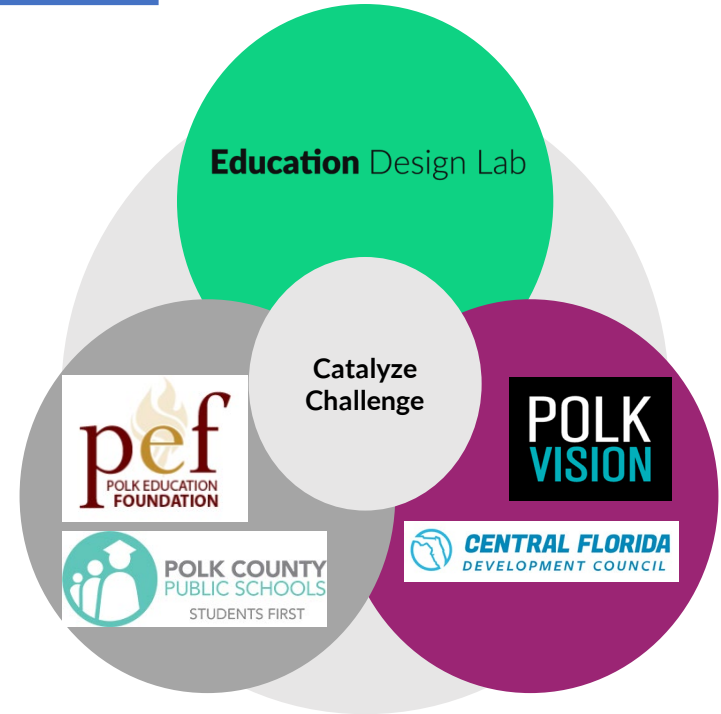 Education Design Lab
Catalyze
Challenge
pef
POLK EDUCATION
FOUNDATION
POLK COUNTY
PUBLIC SCHOOLS
STUDENTS FIRST
POLK
VISION
CENTRAL FLORIDA
DEVELOPMENT COUNCIL